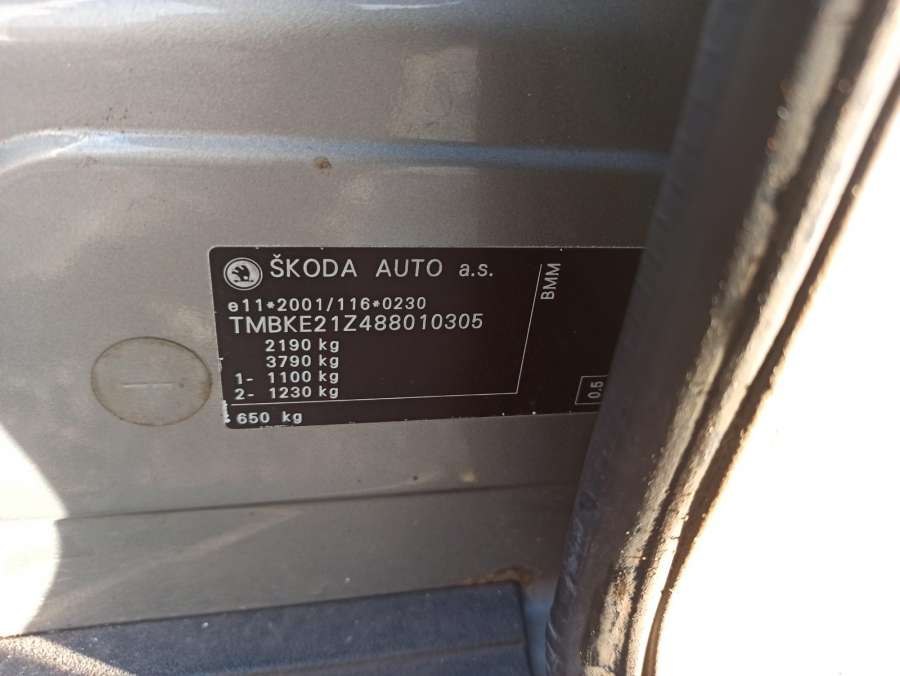 ŠKODA AUTO a.s.
e11*2001/116*0230
TMBKE21Z488010305
2190 kg
3790 kg
1- 1100 kg
2- 1230 kg
650 kg
BMM
0.5